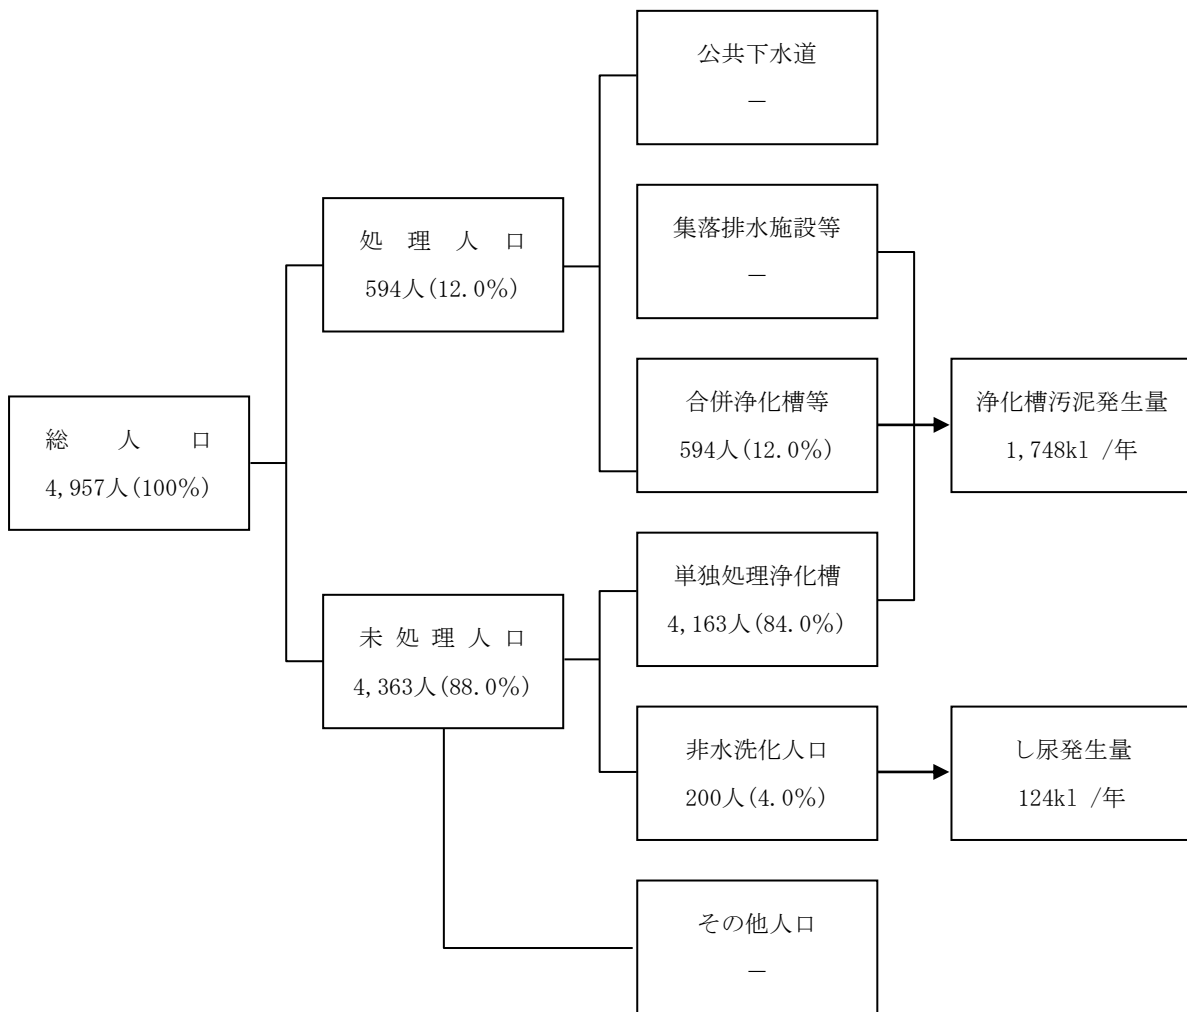 公共下水道
―
処理人口
594人(12.0%)
集落排水施設等
―
総人口
4,957人(100%)
合併浄化槽等
594人(12.0%)
浄化槽汚泥発生量
1,748kl /年
未処理人口
4,363人(88.0%)
単独処理浄化槽
4,163人(84.0%)
非水洗化人口
200人(4.0%)
し尿発生量
124kl /年
その他人口
―